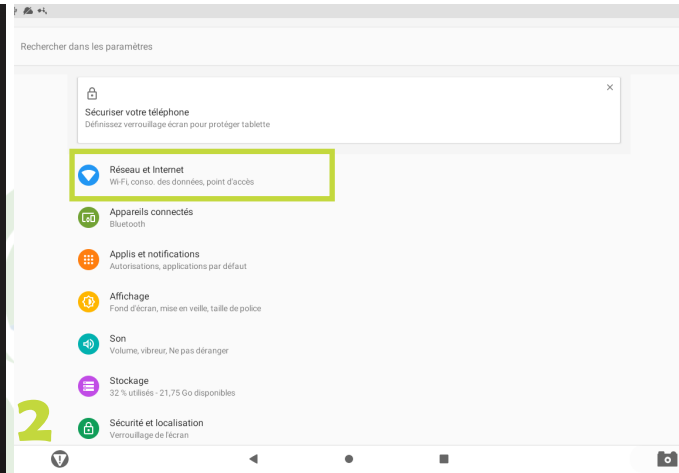 Rechercher dans les paramètres
Sécuriser votre téléphone
Définissez verrouillage écran pour protéger tablette
Réseau et Internet
Wi-Fi, conso. des données, point d'accès
Appareils connectés
Bluetooth
Applis et notifications
Autorisations, applications par défaut
Affichage
Fond d'écran, mise en veille, taille de police
Son
Volume, vibreur, Ne pas déranger
Stockage
32 % utilisés - 21,75 Go disponibles
2
Sécurité et localisation
Verrouillage de l'écran